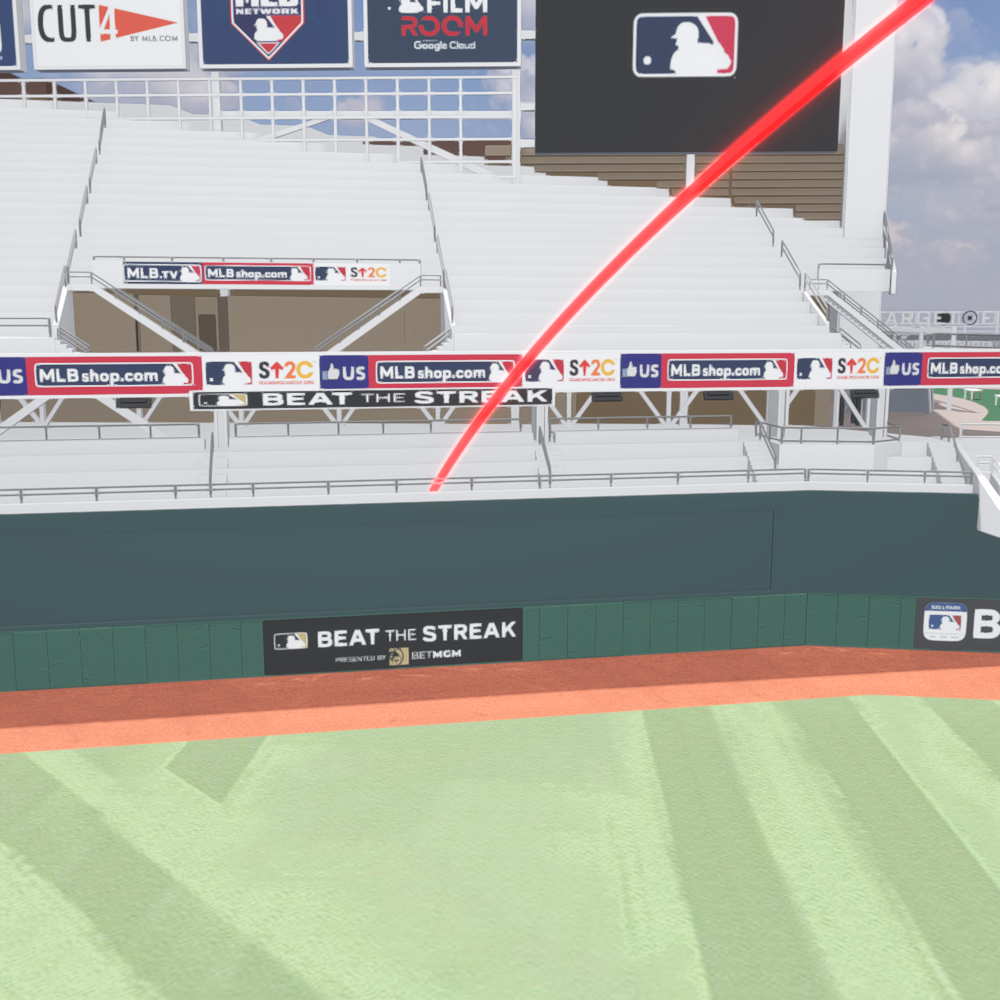 CUT4
BY MLB.COM
MLB
NETWORK
FILM
ROOM
Google Cloud
MLB.TV
MLBshop.com
S↑2C
US
MLBshop.com
S↑2C
US
MLBshop.com
S↑2C
US
MLBshop.com
S↑2C
US
MLBshop.co
BEAT THE STREAK
BEAT THE STREAK
PRESENTED BY BETMGM
BALLPARK
B